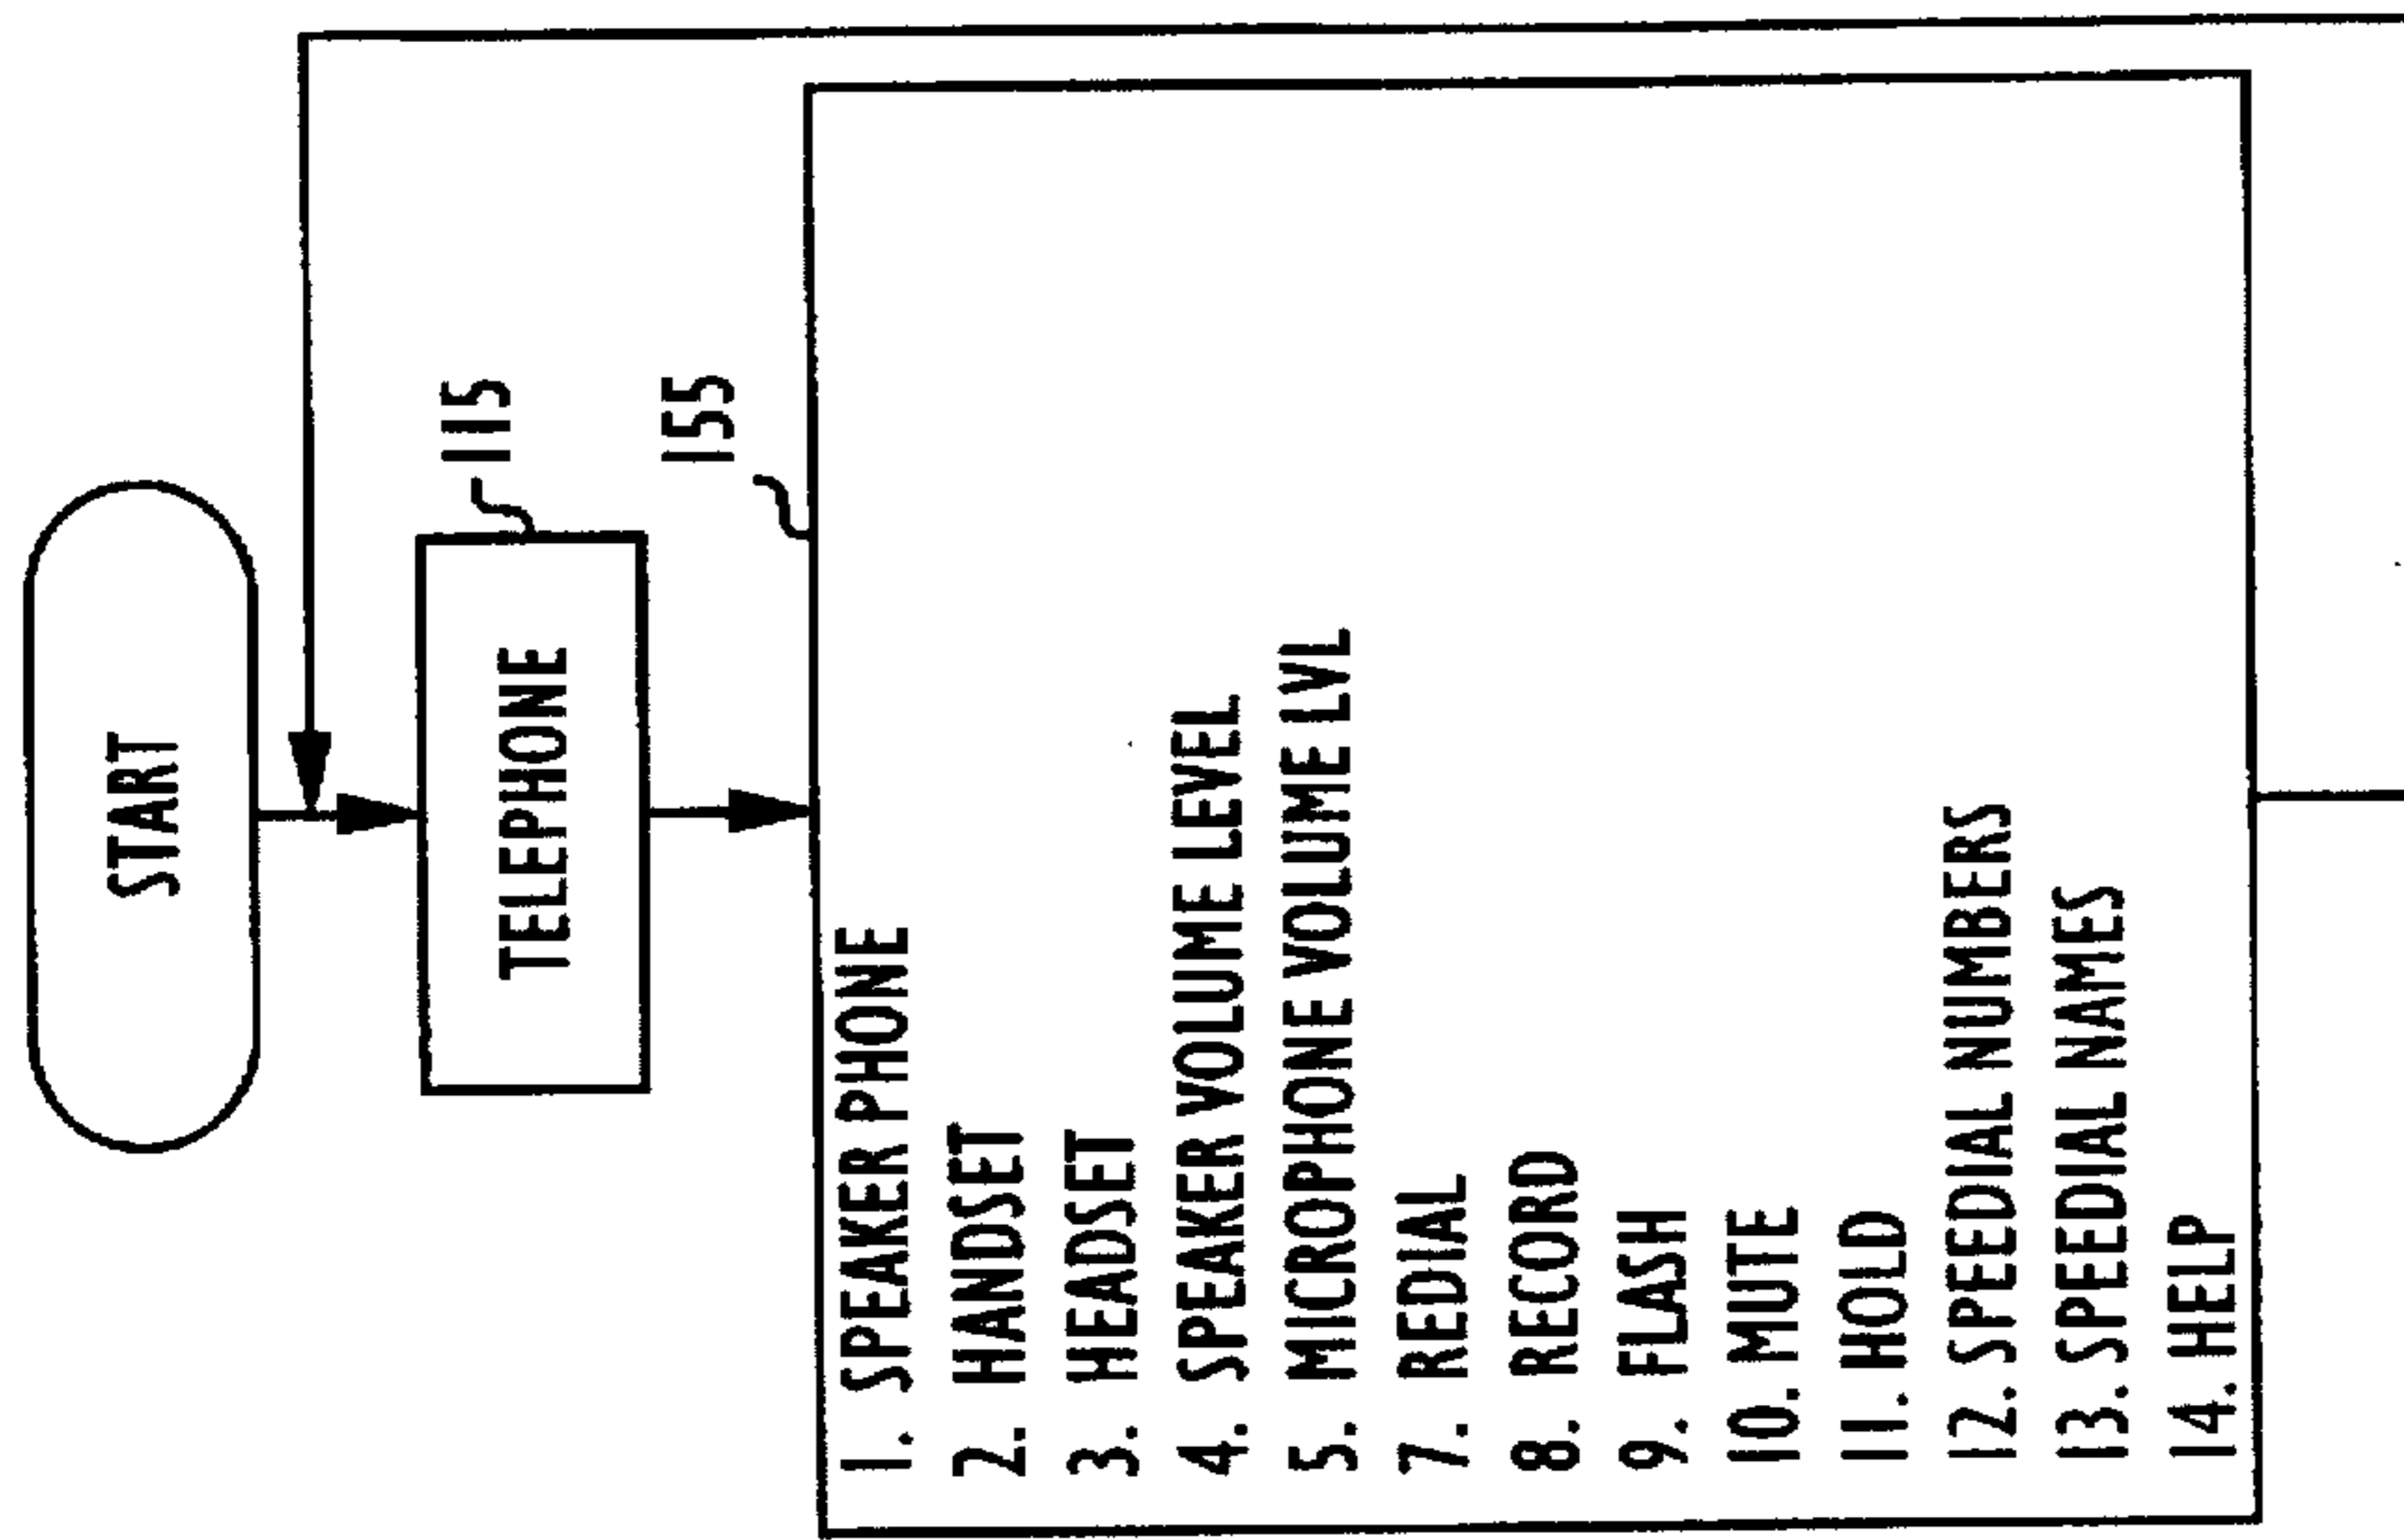 START
TELEPHONE
115
155
1. SPEAKER PHONE
2. HANDSET
3. HEADSET
4. SPEAKER VOLUME LEVEL
5. MICROPHONE VOLUME LVL
7. REDIAL
8. RECORD
9. FLASH
10. MUTE
11. HOLD
12. SPEEDIAL NUMBERS
13. SPEEDIAL NAMES
14. HELP